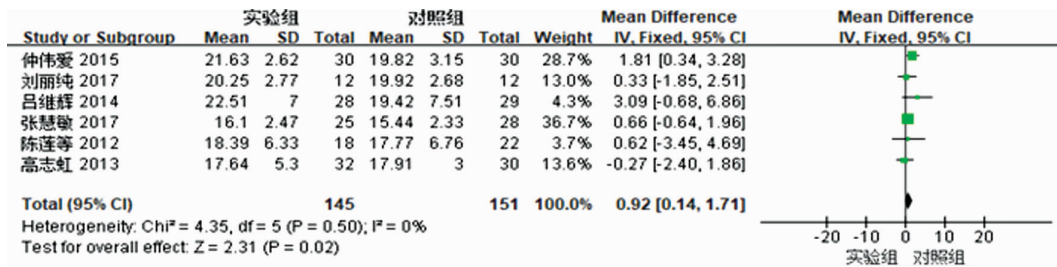 实验组 对照组 Mean Difference Mean Difference
Study or Subgroup Mean SD Total Mean SD Total Weight IV, Fixed, 95% CI IV, Fixed, 95% CI
仲伟爱 2015 21.63 2.62 30 19.82 3.15 30 28.7% 1.81 [0.34, 3.28]
刘丽纯 2017 20.25 2.77 12 19.92 2.68 12 13.0% 0.33 [-1.85, 2.51]
吕维辉 2014 22.51 7 28 19.42 7.51 29 4.3% 3.09 [-0.68, 6.86]
张慧敏 2017 16.1 2.47 25 15.44 2.33 28 36.7% 0.66 [-0.64, 1.96]
陈莲等 2012 18.39 6.33 18 17.77 6.76 22 3.7% 0.62 [-3.45, 4.69]
高志虹 2013 17.64 5.3 32 17.91 3 30 13.6% -0.27 [-2.40, 1.86]
Total (95% CI) 145 151 100.0% 0.92 [0.14, 1.71]
Heterogeneity: Chi² = 4.35, df = 5 (P = 0.50); I² = 0%
Test for overall effect: Z = 2.31 (P = 0.02)
-20 -10 0 10 20
实验组 对照组